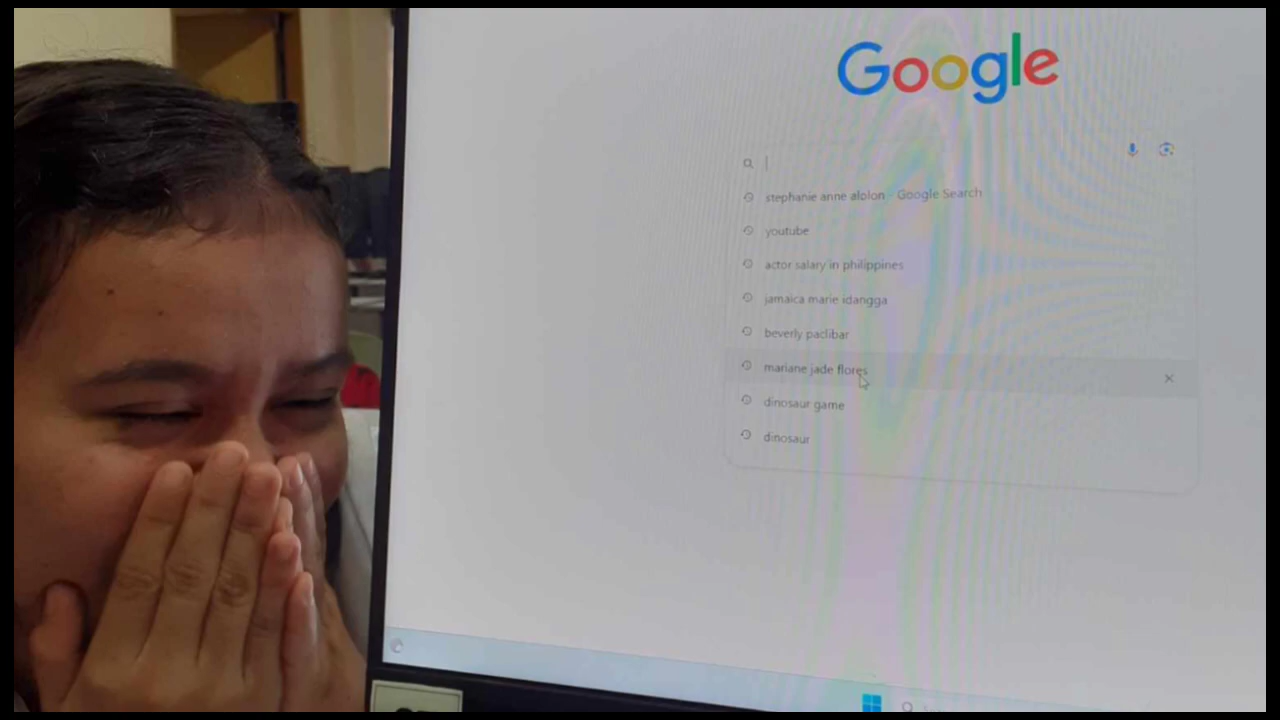 Google
stephanie anne alolon - Google Search
youtube
actor salary in philippines
jamaica marie idangga
beverly paclibar
mariane jade flores
dinosaur game
dinosaur